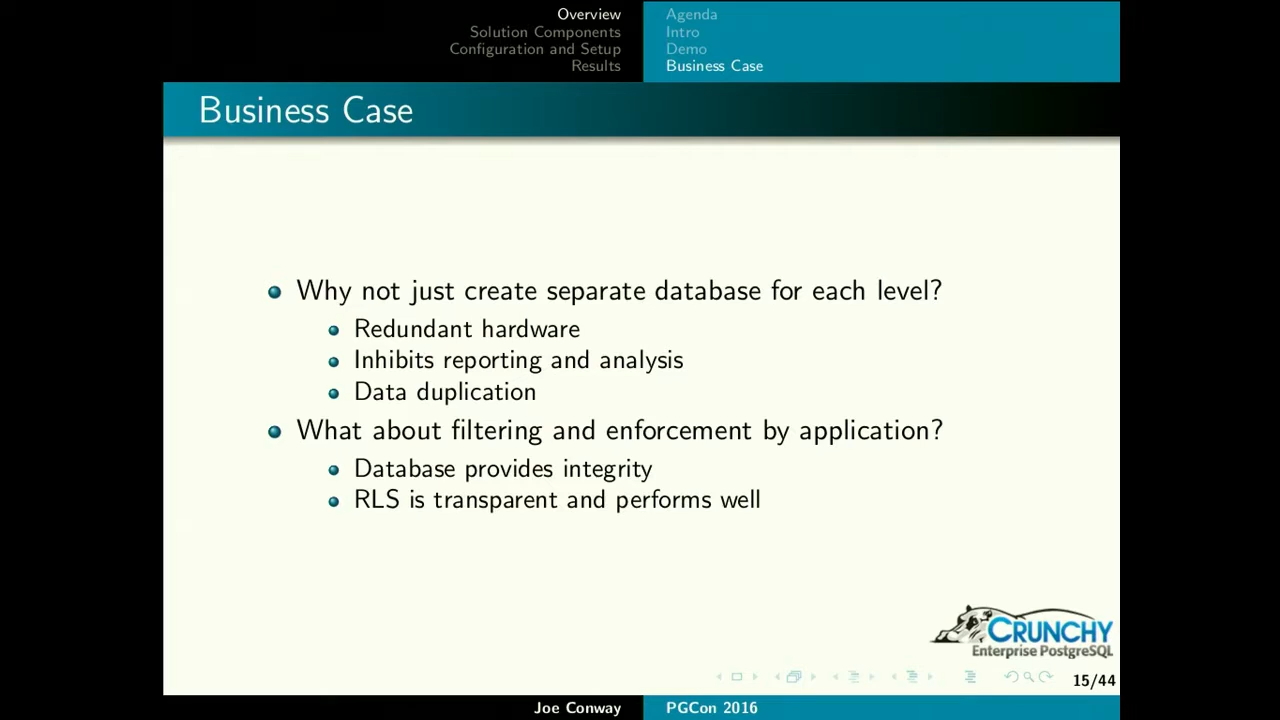 Overview
Solution Components
Configuration and Setup
Results
Agenda
Intro
Demo
Business Case
Business Case
Why not just create separate database for each level?
Redundant hardware
Inhibits reporting and analysis
Data duplication
What about filtering and enforcement by application?
Database provides integrity
RLS is transparent and performs well
CRUNCHY
Enterprise PostgreSQL
15/44
Joe Conway
PGCon 2016